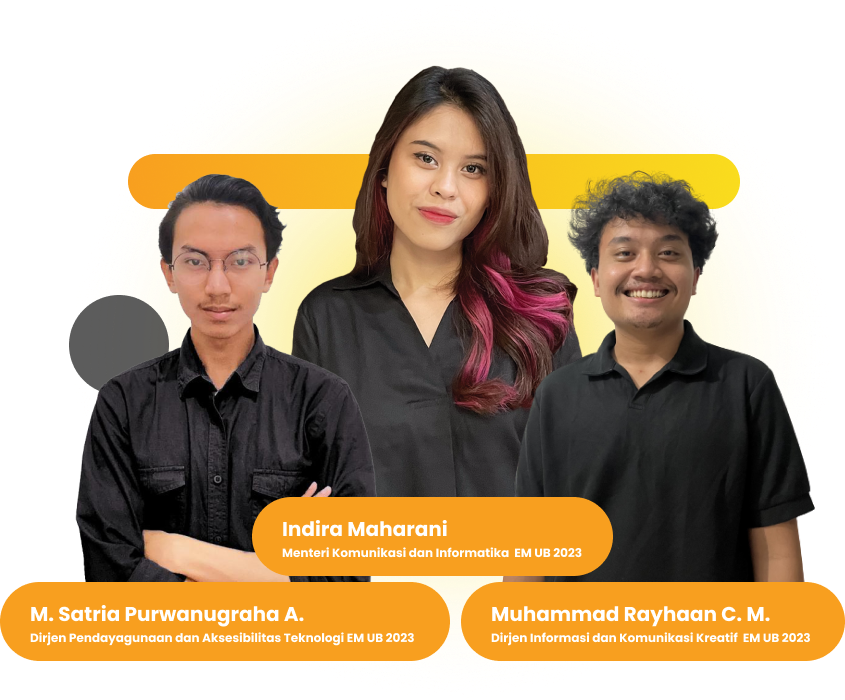 Indira Maharani
Menteri Komunikasi dan Informatika EM UB 2023
M. Satria Purwanugraha A.
Dirjen Pendayagunaan dan Aksesibilitas Teknologi EM UB 2023
Muhammad Rayhaan C. M.
Dirjen Informasi dan Komunikasi Kreatif EM UB 2023